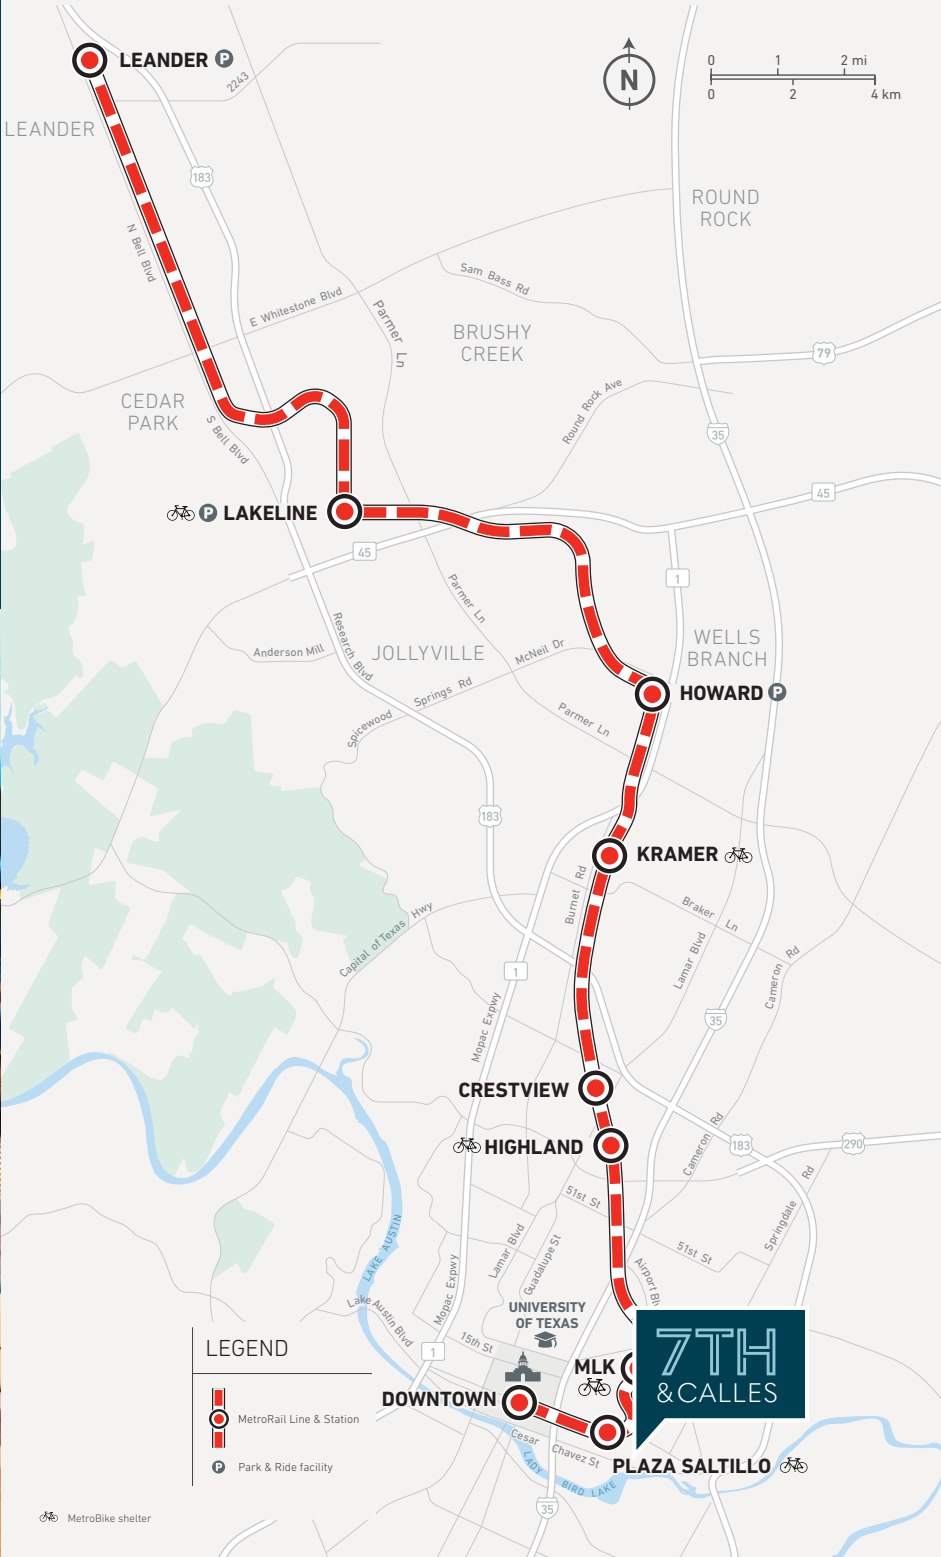 LEANDER P
2243
N
0 1 2 mi
0 2 4 km
LEANDER
183
ROUND
ROCK
N Bell Blvd
Sam Bass Rd
E Whitestone Blvd
Parmer Ln
BRUSHY
CREEK
79
CEDAR
PARK
Round Rock Ave
S Bell Blvd
35
45
P LAKELINE
45
1
Parmer Ln
Research Blvd
Anderson Mill
JOLLYVILLE
McNeil Dr
WELLS
BRANCH
Springs Rd
Spicewood
HOWARD P
Parmer Ln
183
KRAMER
Burnet Rd
Braker Ln
Capital of Texas Hwy
Lamar Blvd
Cameron Rd
1
Mopac Expwy
35
CRESTVIEW
HIGHLAND
Cameron Rd
183
290
51st St
Springdale Rd
LAKE AUSTIN
Lamar Blvd
Guadalupe St
51st St
Mopac Expwy
Airport
Lake Austin Blvd
UNIVERSITY
OF TEXAS
15th St
1
7TH
&CALLES
MLK
DOWNTOWN
Cesar Chavez St
PLAZA SALTILLO
LADY BIRD LAKE
35
LEGEND
MetroRail Line & Station
P Park & Ride facility
MetroBike shelter